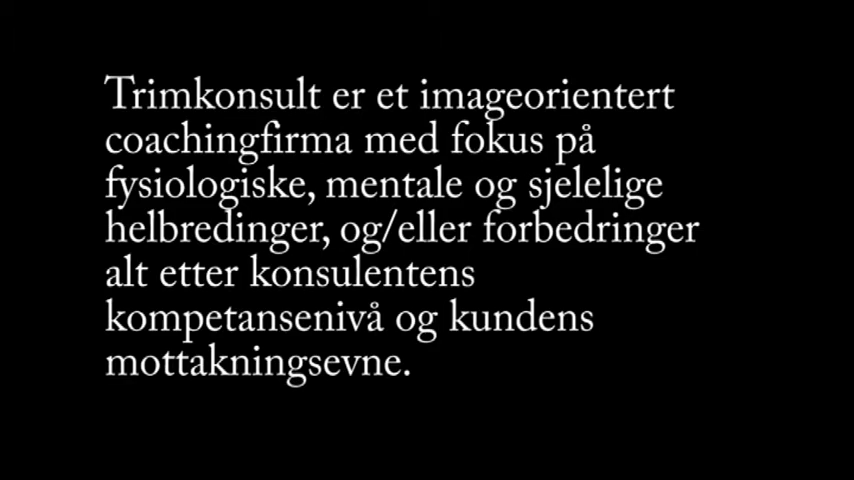 Trimkonsult er et imageorientert
coachingfirma med fokus på
fysiologiske, mentale og sjelelige
helbredinger, og/eller forbedringer
alt etter konsulentens
kompetansenivå og kundens
mottakningsevne.